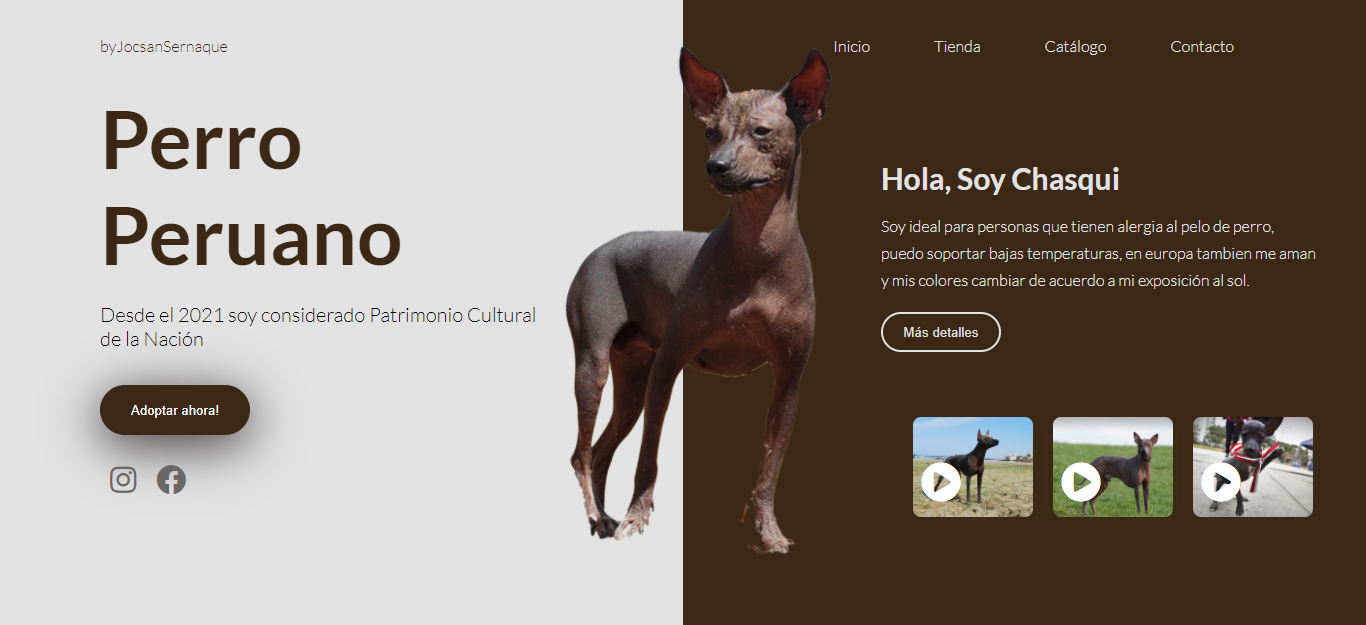 byJocsanSernaque
Inicio
Tienda
Catálogo
Contacto
Perro
Peruano
Desde el 2021 soy considerado Patrimonio Cultural
de la Nación
Adoptar ahora!
Hola, Soy Chasqui
Soy ideal para personas que tienen alergia al pelo de perro,
puedo soportar bajas temperaturas, en europa tambien me aman
y mis colores cambiar de acuerdo a mi exposición al sol.
Más detalles